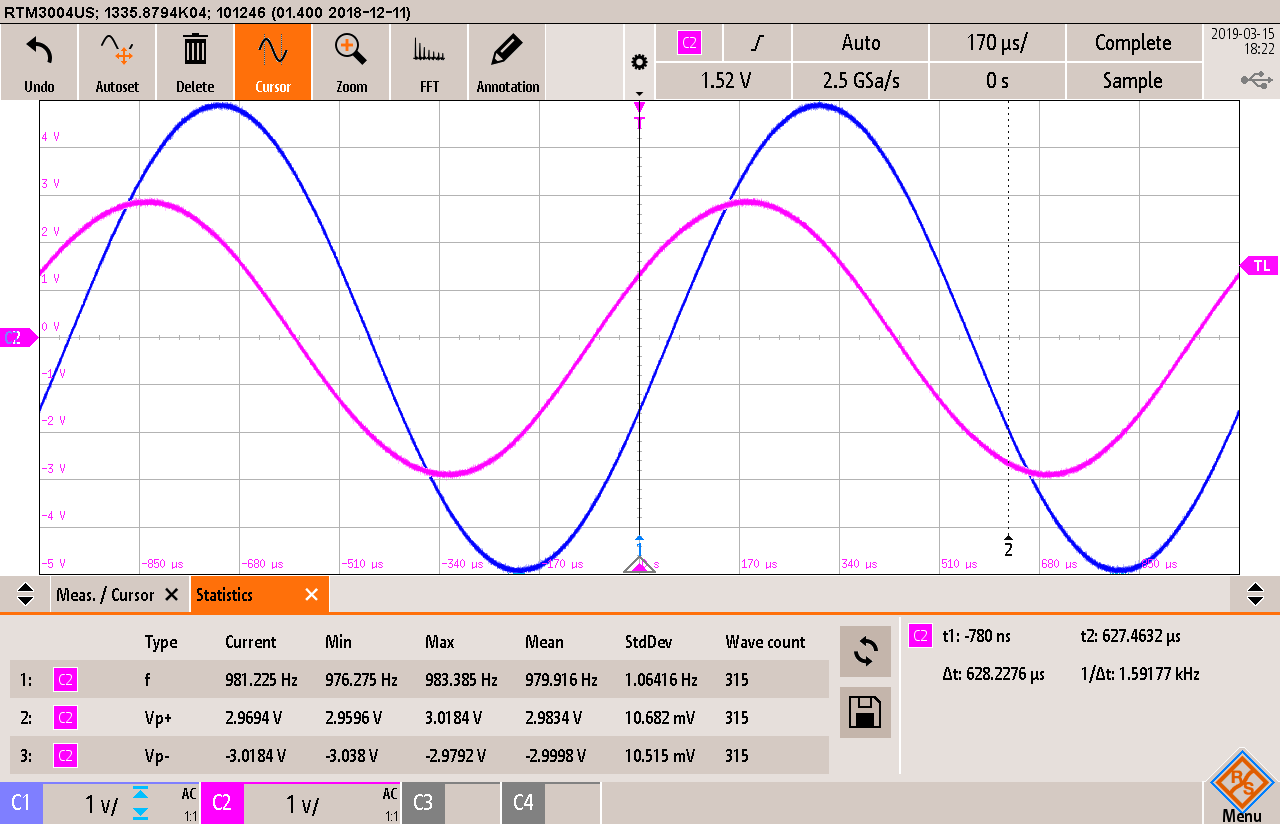 RTM3004US; 1335.8794K04; 101246 (01.400 2018-12-11)
Undo Autoset Delete Cursor Zoom FFT Annotation
C2 Auto 170 µs/ Complete
1.52 V 2.5 GSa/s 0 s Sample
2019-03-15
18:22
T
4 V
3 V
2 V
1 V
TL
0 V
C2
-1 V
-2 V
-3 V
-4 V
1
2
-5 V -850 µs -680 µs -510 µs -340 µs -170 µs s 170 µs 340 µs 510 µs 680 µs 850 µs
Meas. / Cursor Statistics
Type Current Min Max Mean StdDev Wave count
1: C2 f 981.225 Hz 976.275 Hz 983.385 Hz 979.916 Hz 1.06416 Hz 315
2: C2 Vp+ 2.9694 V 2.9596 V 3.0184 V 2.9834 V 10.682 mV 315
3: C2 Vp- -3.0184 V -3.038 V -2.9792 V -2.9998 V 10.515 mV 315
C2 t1: -780 ns t2: 627.4632 µs
Δt: 628.2276 µs 1/Δt: 1.59177 kHz
C1 1 V/ AC 1:1 C2 1 V/ AC 1:1 C3 C4
R S
Menu